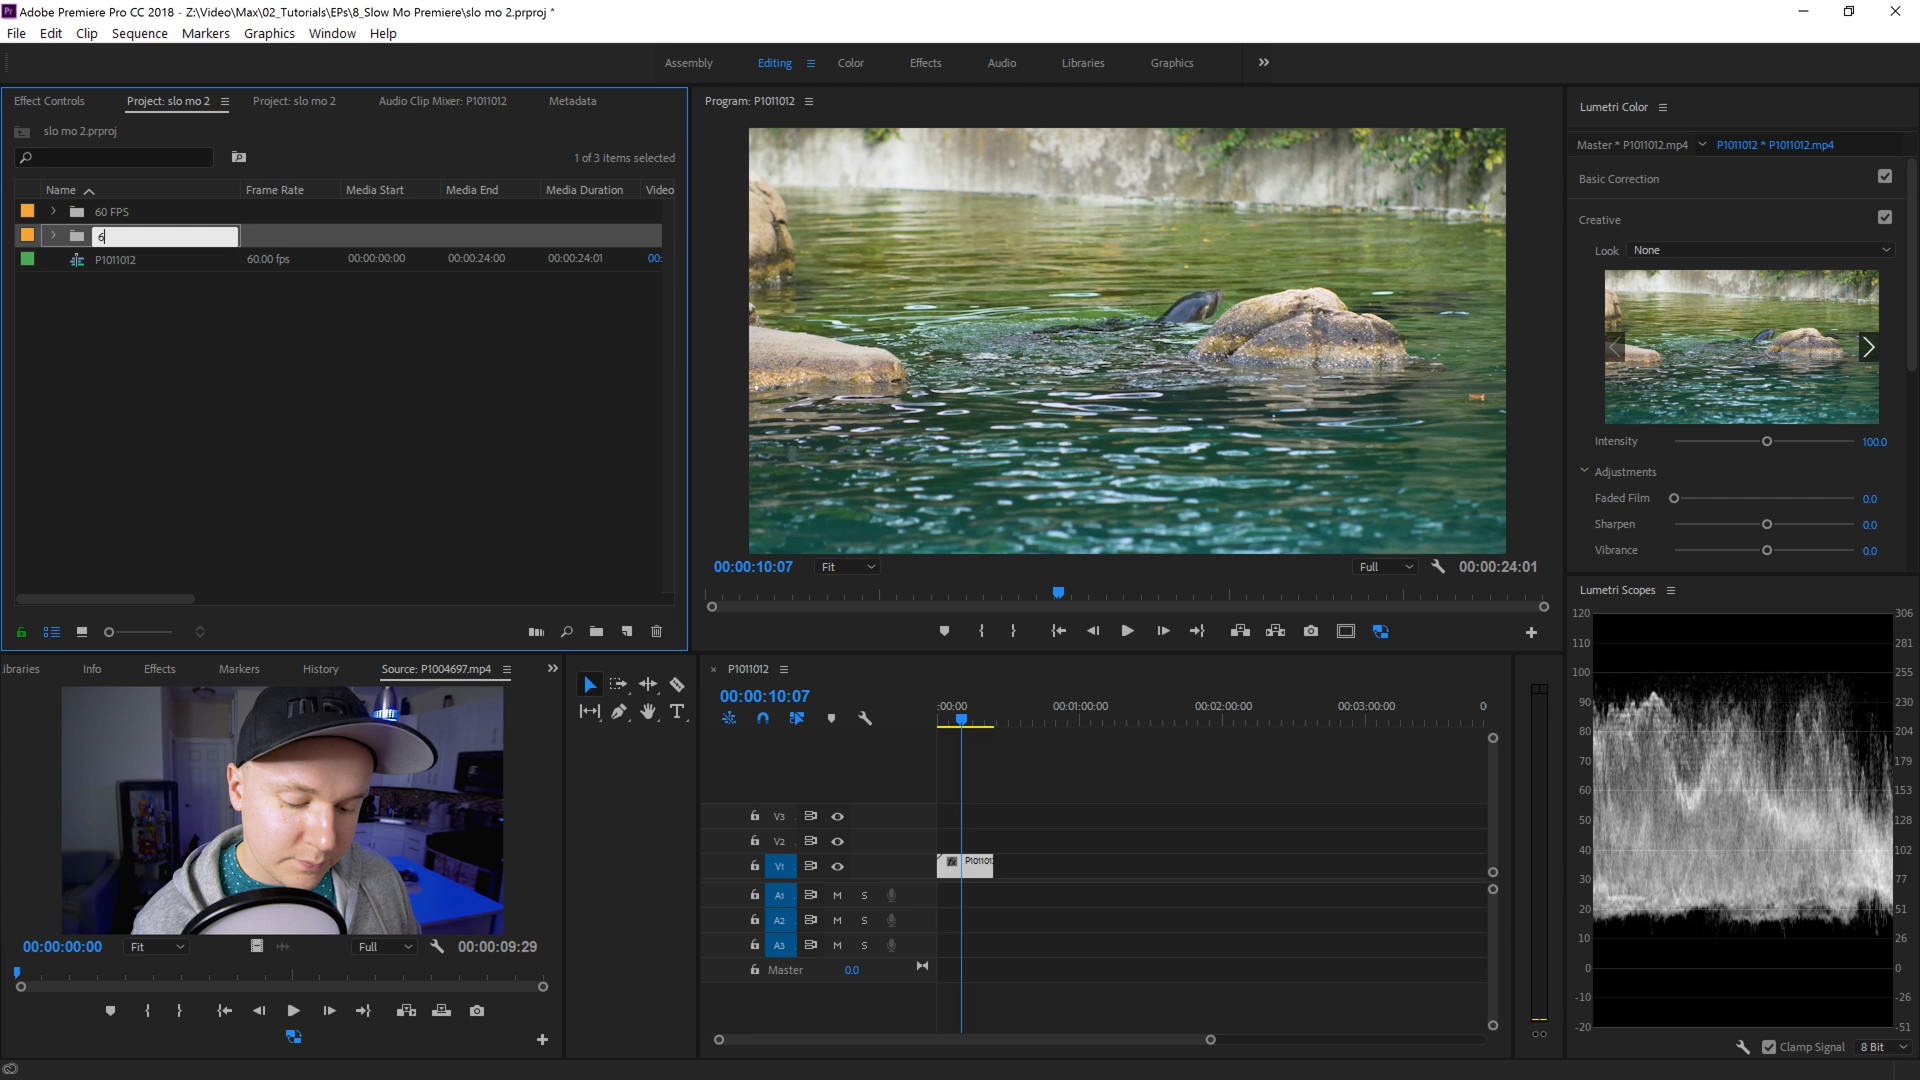 Adobe Premiere Pro CC 2018 - Z:\Video\Max\02_Tutorials\EPs\8_Slow Mo Premiere\slo mo 2.prproj *
File Edit Clip Sequence Markers Graphics Window Help
Assembly Editing Color Effects Audio Libraries Graphics
Effect Controls Project: slo mo 2 Project: slo mo 2 Audio Clip Mixer: P1011012 Metadata
slo mo 2.prproj
1 of 3 items selected
Name Frame Rate Media Start Media End Media Duration Video
60 FPS
6
P1011012 60.00 fps 00:00:00:00 00:00:24:00 00:00:24:01 00:
Program: P1011012
00:00:10:07 Fit Full 00:00:24:01
Lumetri Color
Master * P1011012.mp4 P1011012 * P1011012.mp4
Basic Correction
Creative
Look None
Intensity 100.0
Adjustments
Faded Film 0.0
Sharpen 0.0
Vibrance 0.0
ibraries Info Effects Markers History Source: P1004697.mp4
00:00:00:00 Fit Full 00:00:09:29
P1011012
00:00:10:07
:00:00 00:01:00:00 00:02:00:00 00:03:00:00 0
V3
V2
V1 fx P101101
A1 M S
A2 M S
A3 M S
Master 0.0
Lumetri Scopes
120 306
110 281
100 255
90 230
80 204
70 179
60 153
50 128
40 102
30 77
20 51
10 26
0 0
-10 -26
-20 -51
Clamp Signal 8 Bit